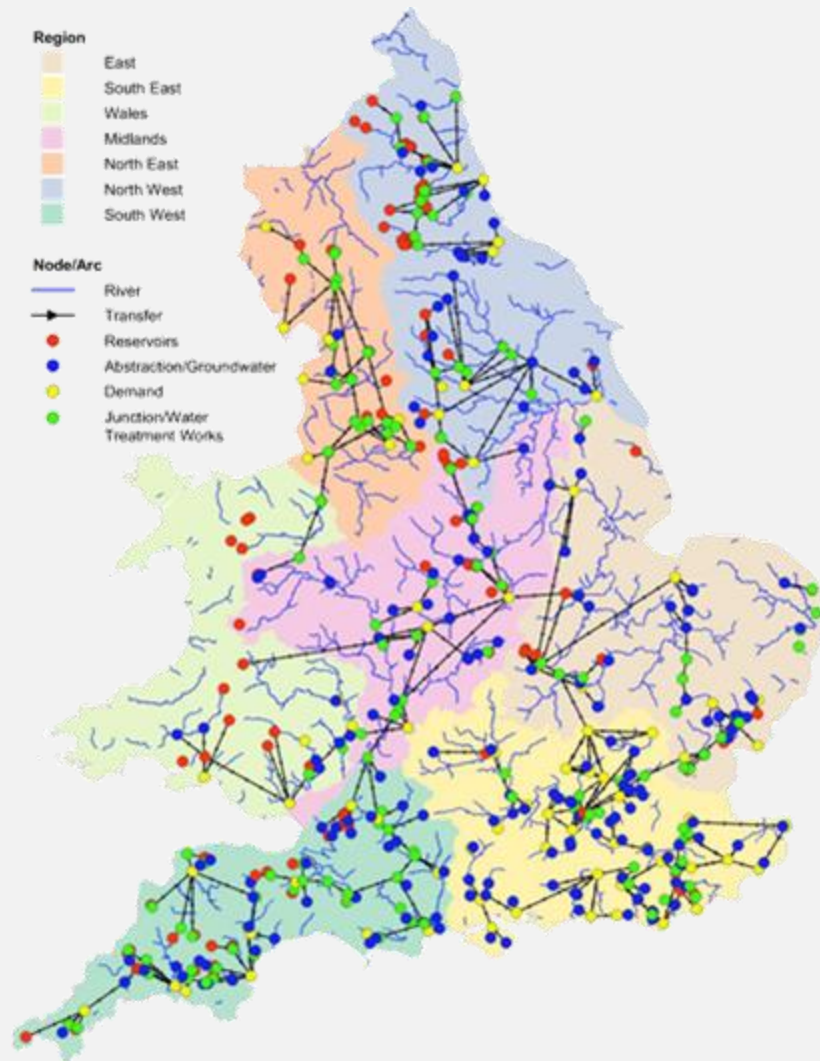 Region
East
South East
Wales
Midlands
North East
North West
South West
Node/Arc
River
Transfer
Reservoirs
Abstraction/Groundwater
Demand
Junction/Water
Treatment Works